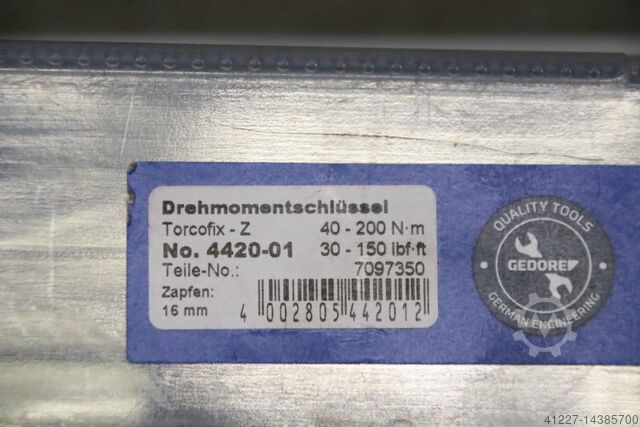 Drehmomentschlüssel
Torcofix - Z 40 - 200 N·m
No. 4420-01 30 - 150 lbf·ft
Teile-No.: 7097350
Zapfen:
16 mm
4 002805 442012
QUALITY TOOLS
GEDORE
GERMAN ENGINEERING
41227-14385700